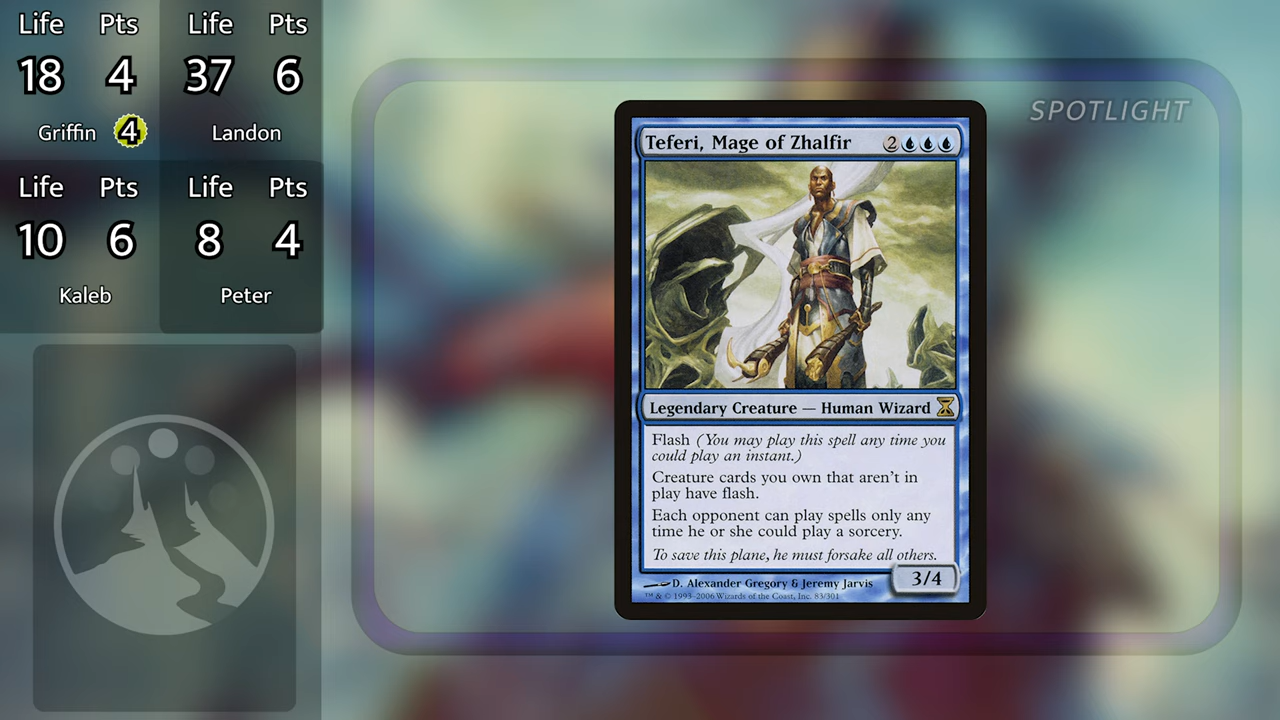 Life Pts Life Pts
18 4 37 6
Griffin 4 Landon
Life Pts Life Pts
10 6 8 4
Kaleb Peter
SPOTLIGHT
Teferi, Mage of Zhalfir 2
Legendary Creature — Human Wizard
Flash (You may play this spell any time you
could play an instant.)
Creature cards you own that aren't in
play have flash.
Each opponent can play spells only any
time he or she could play a sorcery.
To save this plane, he must forsake all others.
3/4
D. Alexander Gregory & Jeremy Jarvis
™ & © 1993–2006 Wizards of the Coast, Inc. 83/301